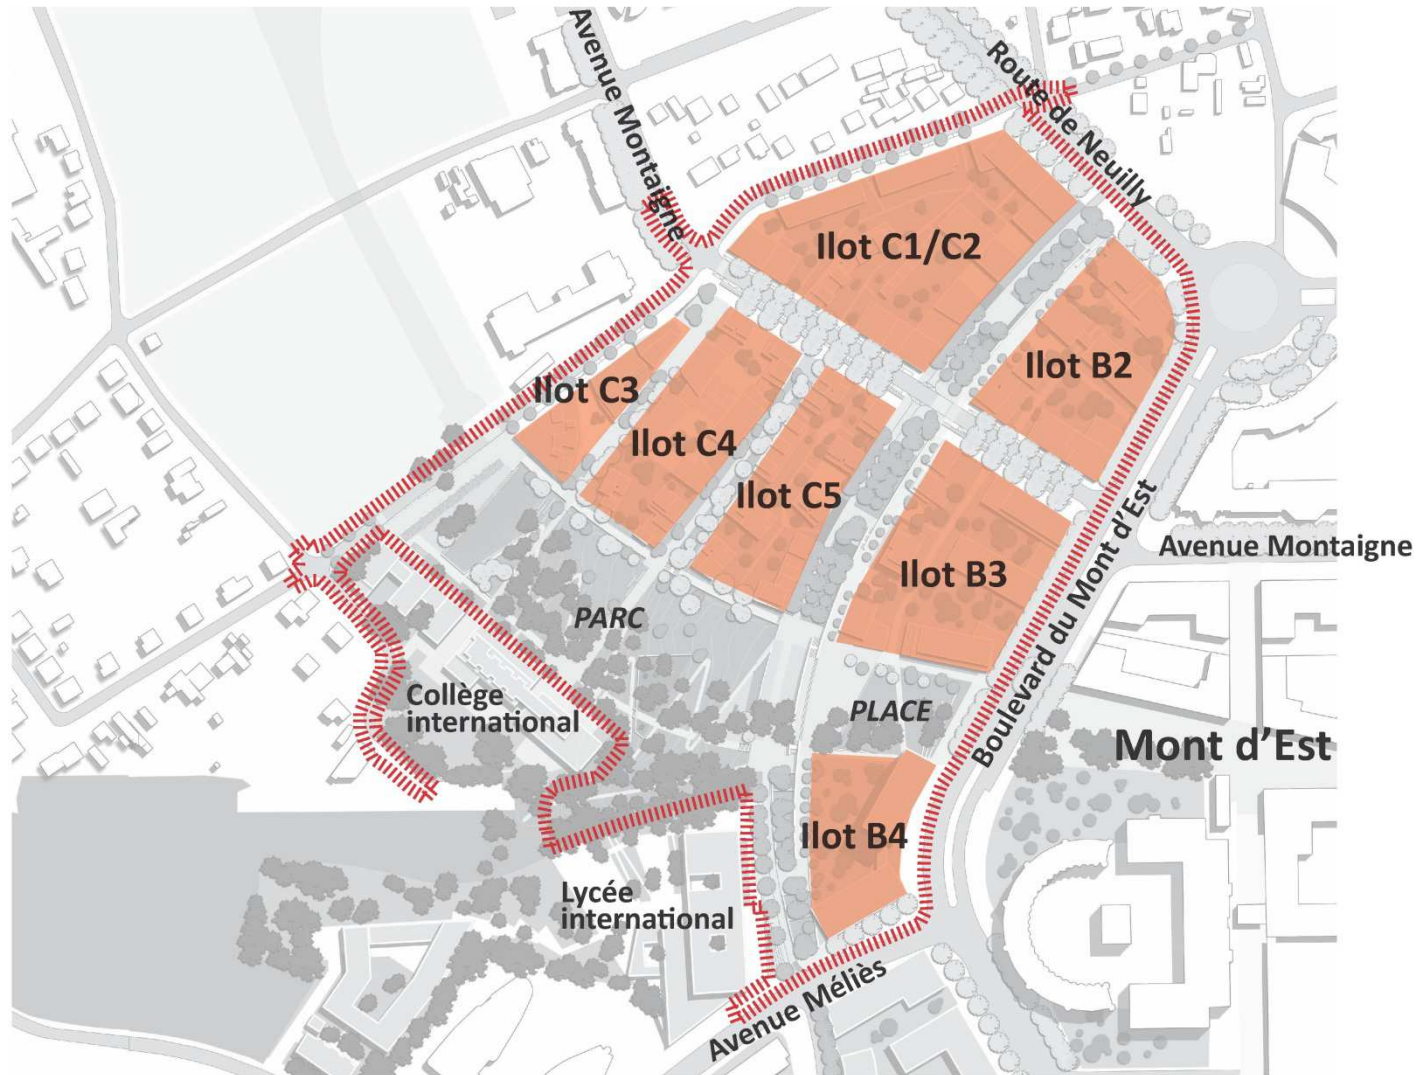 Avenue Montaigne
Route de Neuilly
Ilot C1/C2
Ilot B2
Ilot C3
Ilot C4
Ilot C5
Ilot B3
Avenue Montaigne
Boulevard du Mont d'Est
PARC
Collège
international
PLACE
Mont d'Est
Ilot B4
Lycée
international
Avenue Méliès